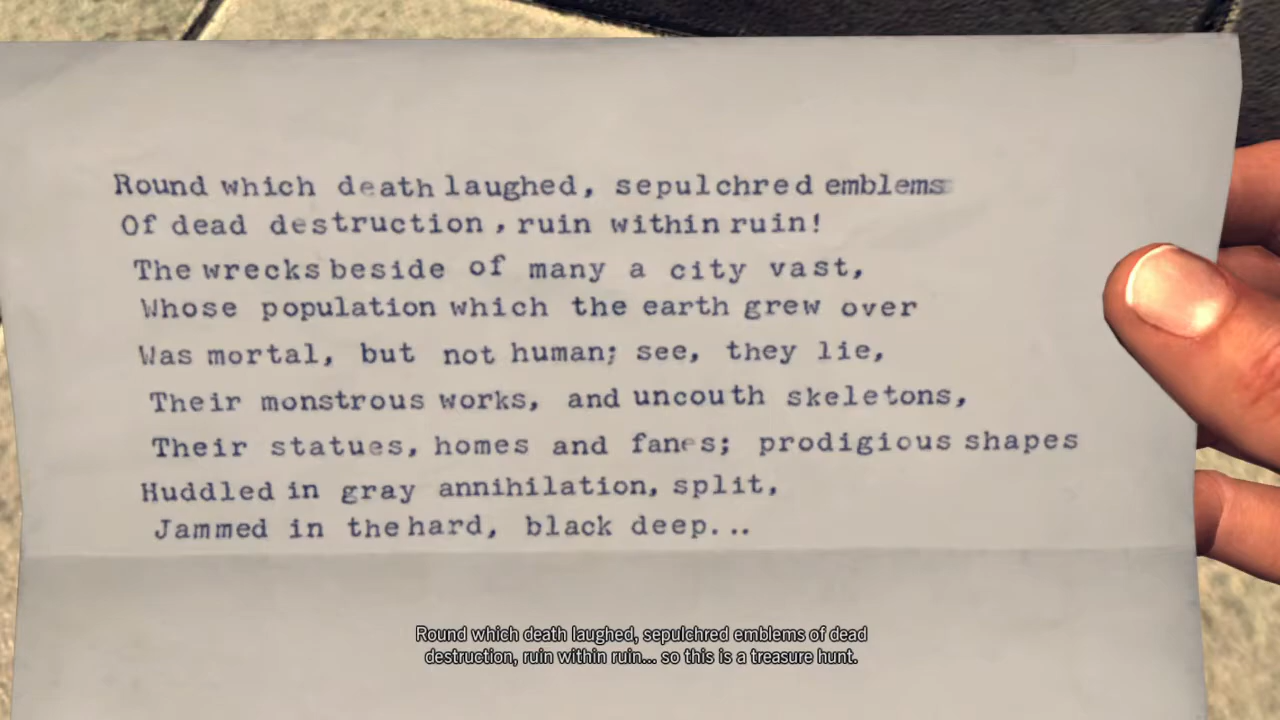 Round which death laughed, sepulchred emblems
Of dead destruction, ruin within ruin!
The wrecks beside of many a city vast,
Whose population which the earth grew over
Was mortal, but not human; see, they lie,
Their monstrous works, and uncouth skeletons,
Their statues, homes and fanes; prodigious shapes
Huddled in gray annihilation, split,
Jammed in the hard, black deep...
Round which death laughed, sepulchred emblems of dead
destruction, ruin within ruin... so this is a treasure hunt.